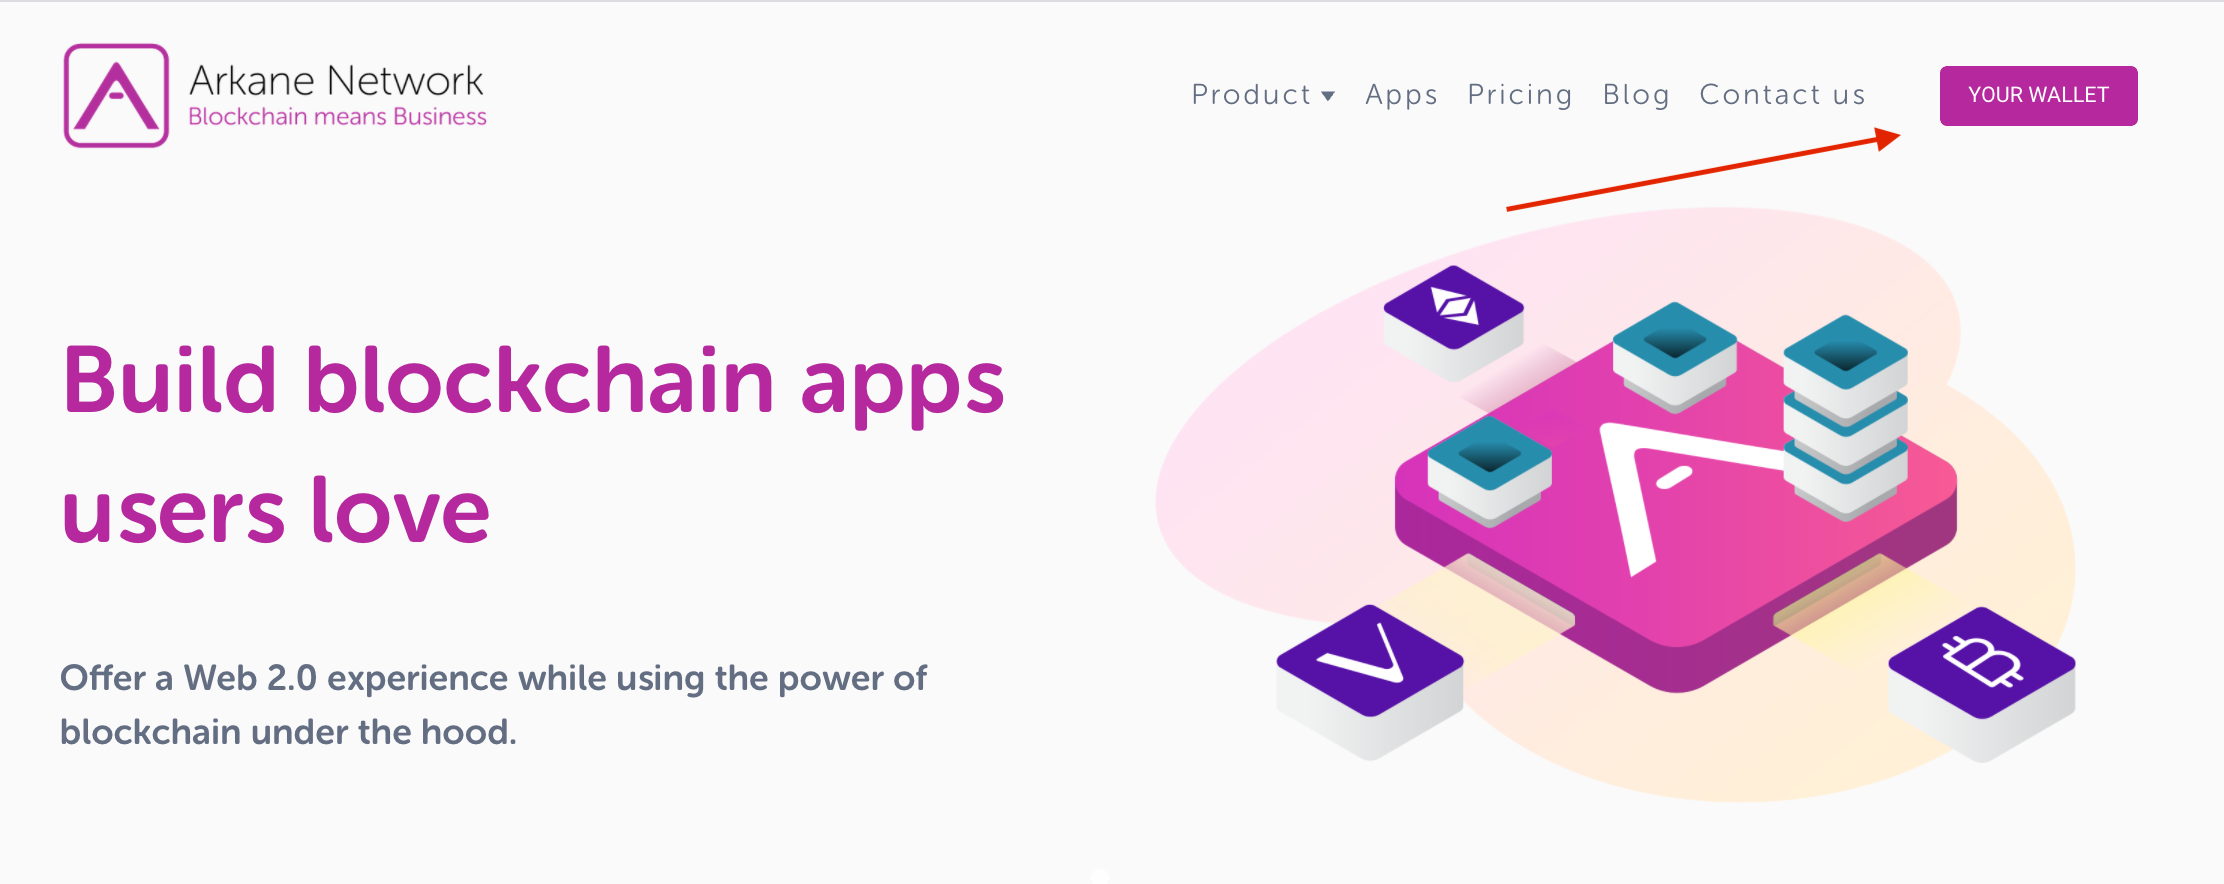 Arkane Network
Blockchain means Business
Product Apps Pricing Blog Contact us YOUR WALLET
Build blockchain apps
users love
Offer a Web 2.0 experience while using the power of
blockchain under the hood.